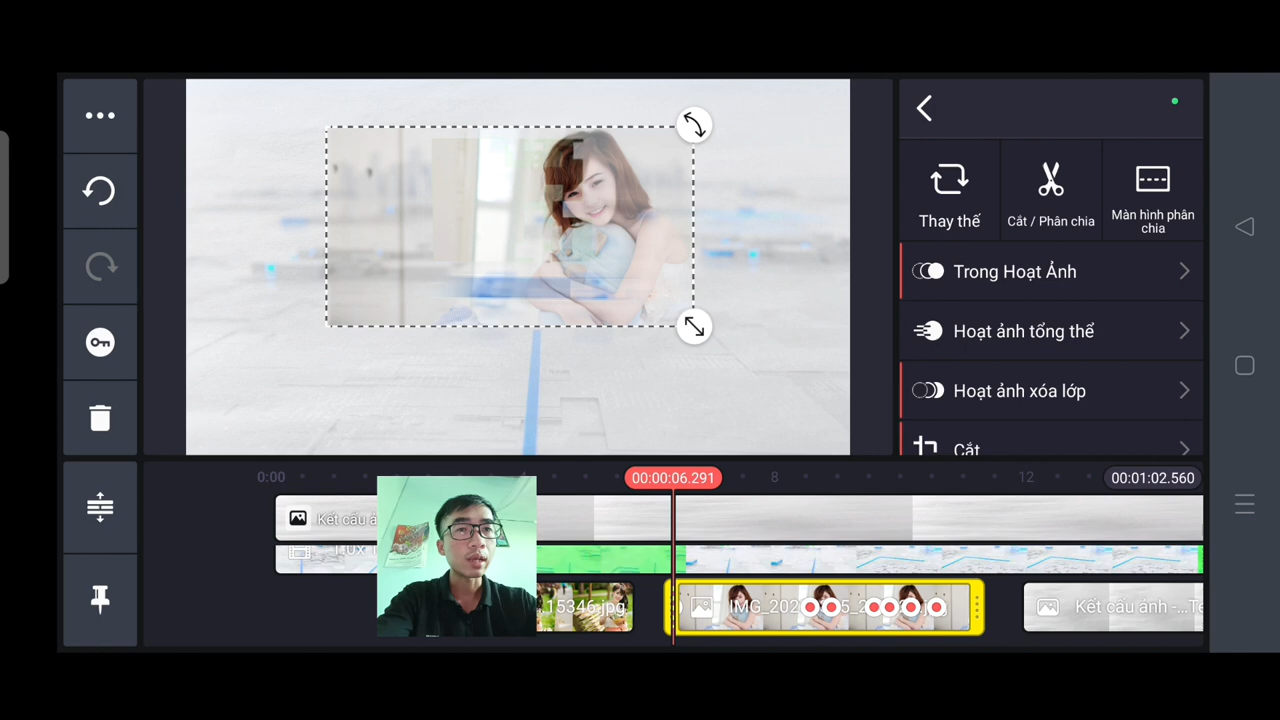 Thay thế
Cắt / Phân chia
Màn hình phân
chia
Trong Hoạt Ảnh
Hoạt ảnh tổng thể
Hoạt ảnh xóa lớp
Cắt
0:00
00:00:06.291
8
12
00:01:02.560
Kết cấu ả
15346.jpg
IMG_202
Kết cấu ảnh -...Te